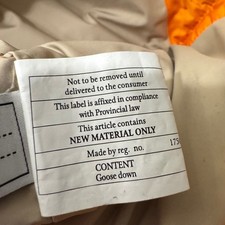 Not to be removed until
delivered to the consumer
This label is affixed in compliance
with Provincial law
This article contains
NEW MATERIAL ONLY
Made by reg. no.
175
CONTENT
Goose down